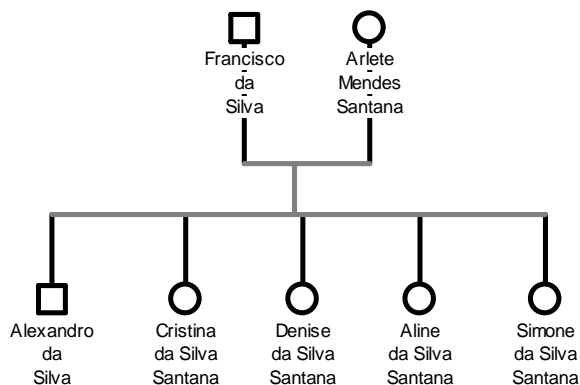 Francisco
da
Silva
Arlete
Mendes
Santana
Alexandro
da
Silva
Cristina
da Silva
Santana
Denise
da Silva
Santana
Aline
da Silva
Santana
Simone
da Silva
Santana